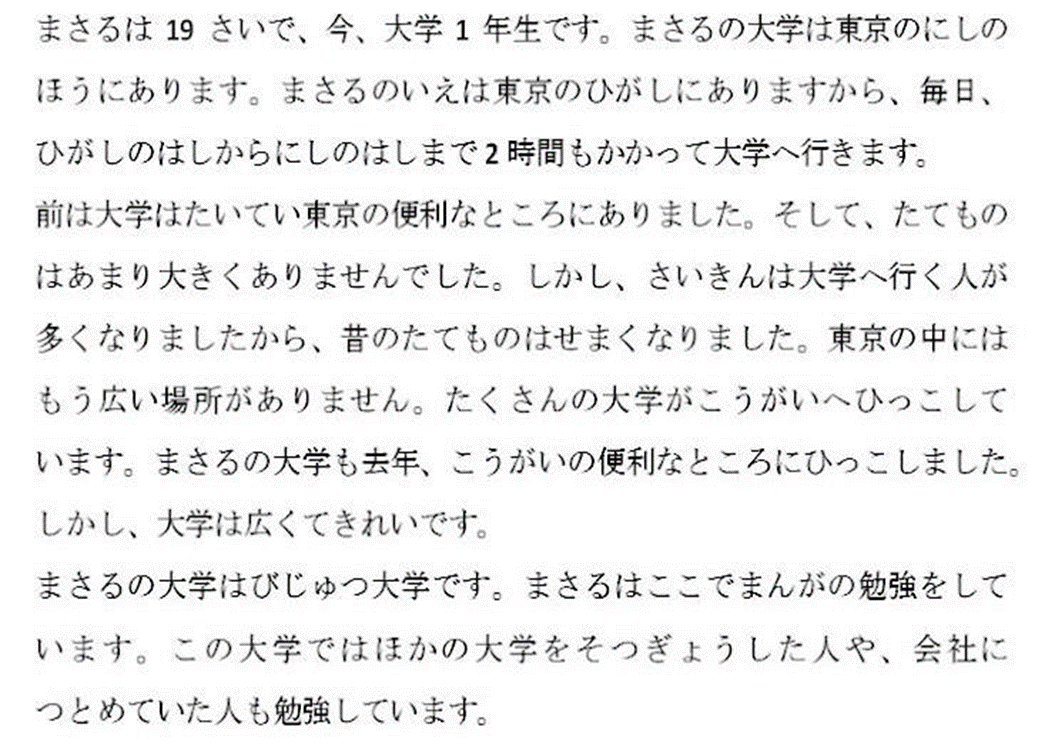 まさるは 19 さいで、今、大学 1 年生です。まさるの大学は東京のにしの
ほうにあります。まさるのいえは東京のひがしにありますから、毎日、
ひがしのはしからにしのはしまで 2 時間もかかって大学へ行きます。
前は大学はたいてい東京の便利なところにありました。そして、たてもの
はあまり大きくありませんでした。しかし、さいきんは大学へ行く人が
多くなりましたから、昔のたてものはせまくなりました。東京の中には
もう広い場所がありません。たくさんの大学がこうがいへひっこして
います。まさるの大学も去年、こうがいの便利なところにひっこしました。
しかし、大学は広くてきれいです。
まさるの大学はびじゅつ大学です。まさるはここでまんがの勉強をして
います。この大学ではほかの大学をそつぎょうした人や、会社に
つとめていた人も勉強しています。